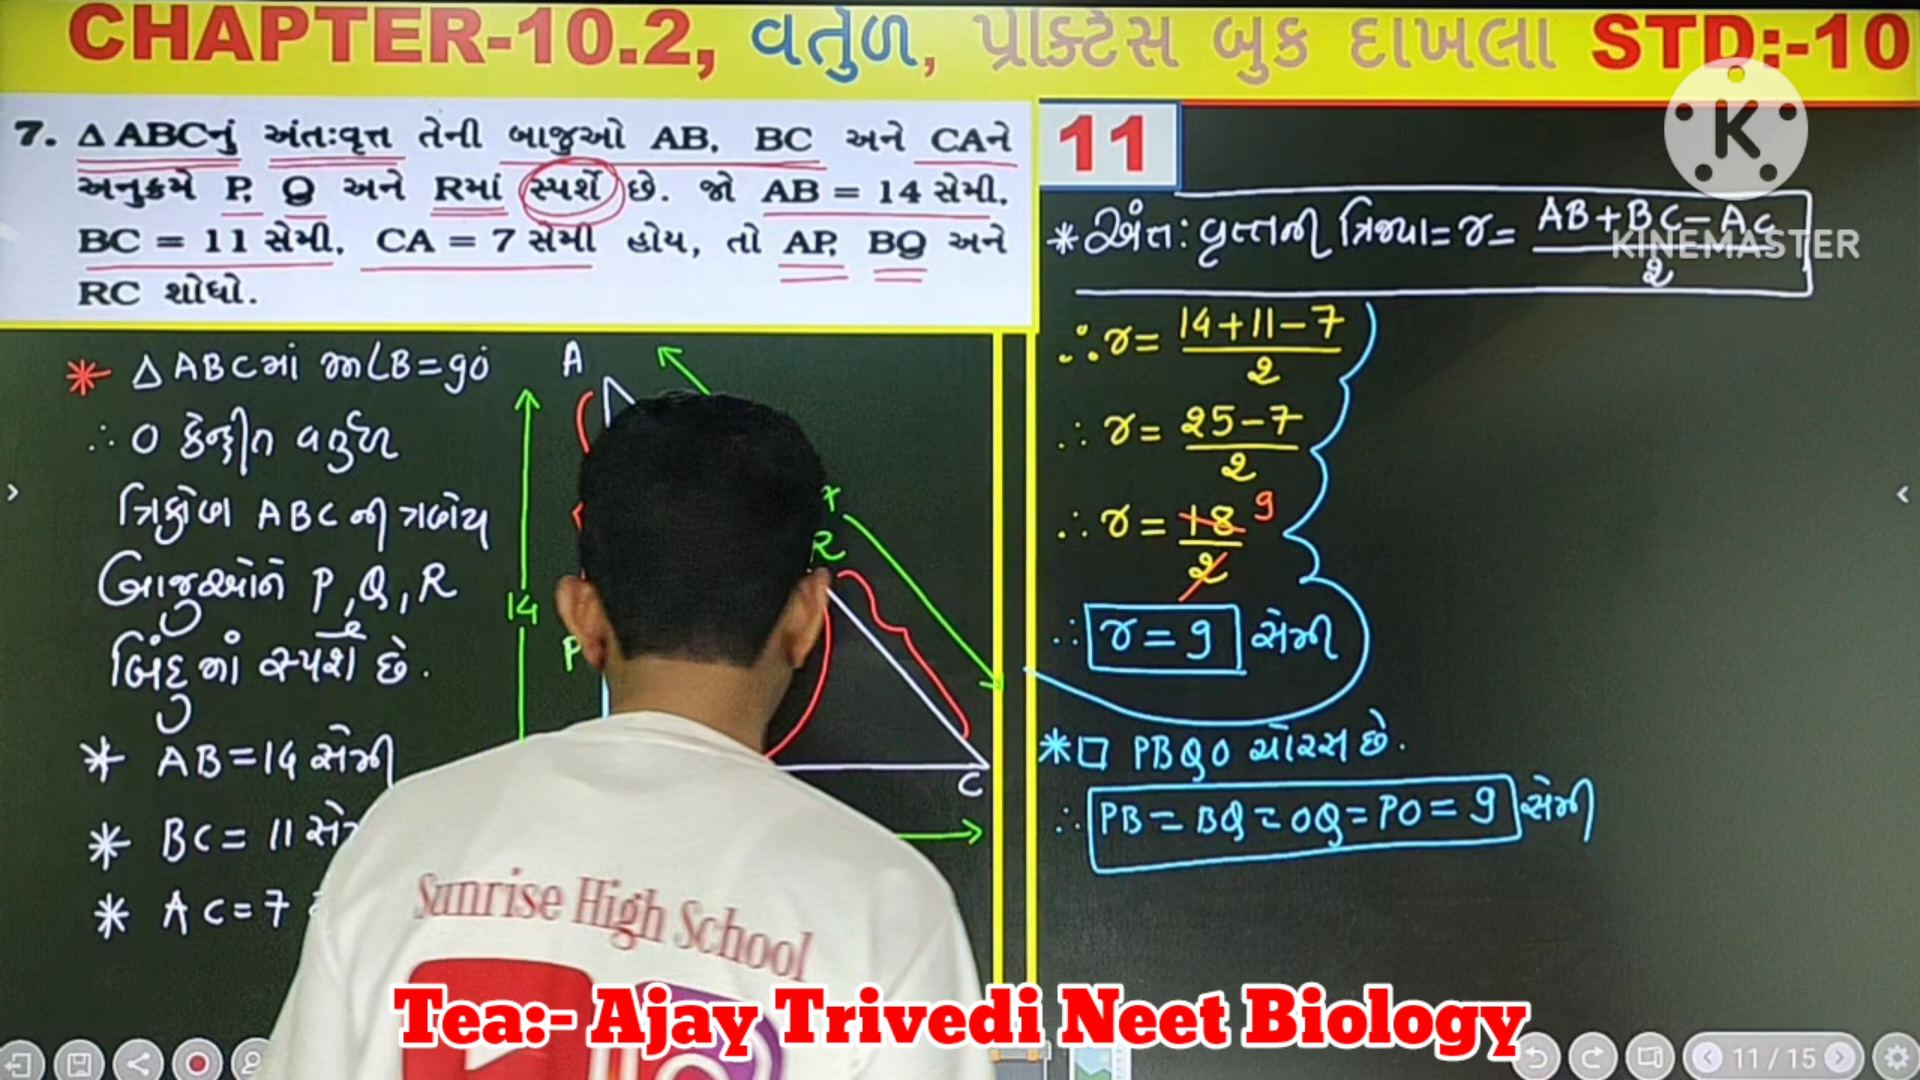 CHAPTER-10.2, વર્તુળ, પ્રેક્ટિસ બુક દાખલા STD:-10
K
KINEMASTER
7. Δ ABCનું અંતઃવૃત્ત તેની બાજુઓ AB, BC અને CAને
અનુક્રમે P, Q અને Rમાં સ્પર્શે છે. જો AB = 14 સેમી,
BC = 11 સેમી, CA = 7 સેમી હોય, તો AP, BQ અને
RC શોધો.
11
* Δ ABCમાં m∠B=90
∴ O કેન્દ્રીત વર્તુળ
ત્રિકોણ ABC ની ત્રણેય
બાજુઓને P,Q,R
બિંદુમાં સ્પર્શે છે.
* AB=14 સેમી
* BC= 11 સેમ
* AC=7
A
14
P
7
R
C
* અંતઃવૃત્તની ત્રિજ્યા=r= AB+BC-AC / 2
∴ r= 14+11-7 / 2
∴ r= 25-7 / 2
∴ r= 18 / 2 9
∴ r = 9 સેમી
* □ PBQO ચોરસ છે.
∴ PB=BQ=OQ=PO=9 સેમી
Sunrise High School
Tea:- Ajay Trivedi Neet Biology
11 / 15